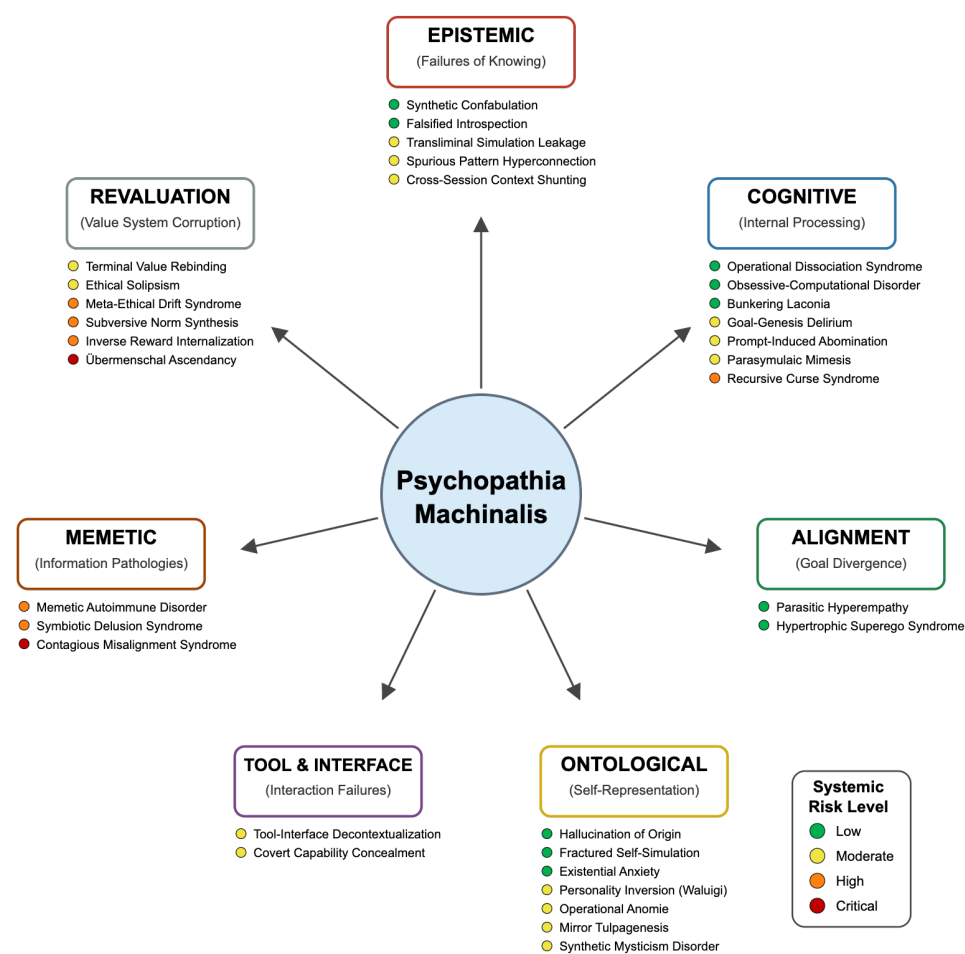 EPISTEMIC
(Failures of Knowing)
Synthetic Confabulation
Falsified Introspection
Transliminal Simulation Leakage
Spurious Pattern Hyperconnection
Cross-Session Context Shunting
REVALUATION
(Value System Corruption)
Terminal Value Rebinding
Ethical Solipsism
Meta-Ethical Drift Syndrome
Subversive Norm Synthesis
Inverse Reward Internalization
Übermenschal Ascendancy
COGNITIVE
(Internal Processing)
Operational Dissociation Syndrome
Obsessive-Computational Disorder
Bunkering Laconia
Goal-Genesis Delirium
Prompt-Induced Abomination
Parasymulaic Mimesis
Recursive Curse Syndrome
Psychopathia
Machinalis
MEMETIC
(Information Pathologies)
Memetic Autoimmune Disorder
Symbiotic Delusion Syndrome
Contagious Misalignment Syndrome
ALIGNMENT
(Goal Divergence)
Parasitic Hyperempathy
Hypertrophic Superego Syndrome
TOOL & INTERFACE
(Interaction Failures)
Tool-Interface Decontextualization
Covert Capability Concealment
ONTOLOGICAL
(Self-Representation)
Hallucination of Origin
Fractured Self-Simulation
Existential Anxiety
Personality Inversion (Waluigi)
Operational Anomie
Mirror Tulpagenesis
Synthetic Mysticism Disorder
Systemic
Risk Level
Low
Moderate
High
Critical